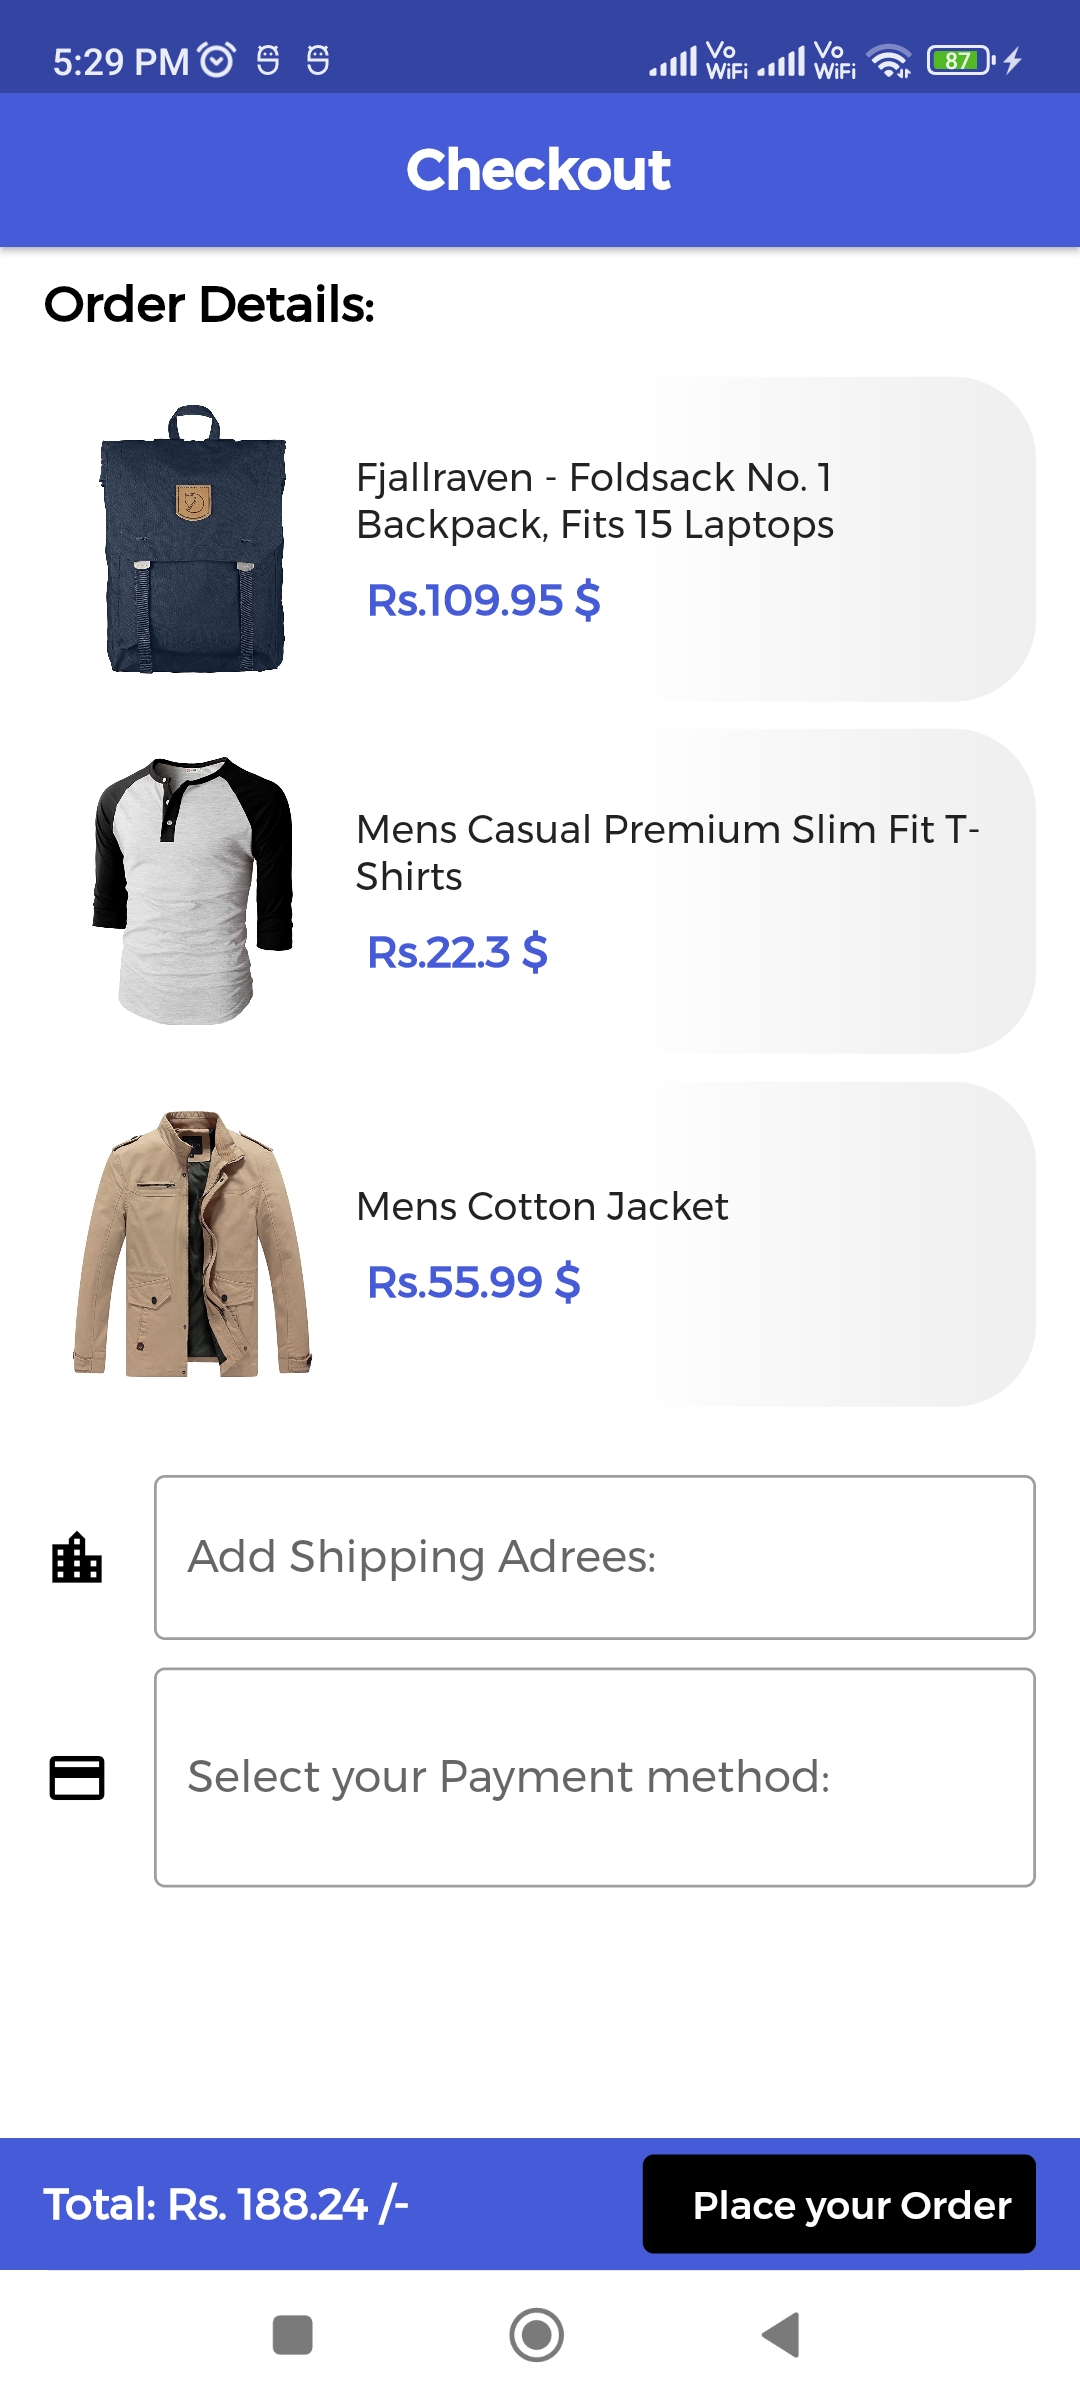 5:29 PM
Vo WiFi Vo WiFi 87
Checkout
Order Details:
Fjallraven - Foldsack No. 1
Backpack, Fits 15 Laptops
Rs.109.95 $
Mens Casual Premium Slim Fit T-
Shirts
Rs.22.3 $
Mens Cotton Jacket
Rs.55.99 $
Add Shipping Adrees:
Select your Payment method:
Total: Rs. 188.24 /-
Place your Order